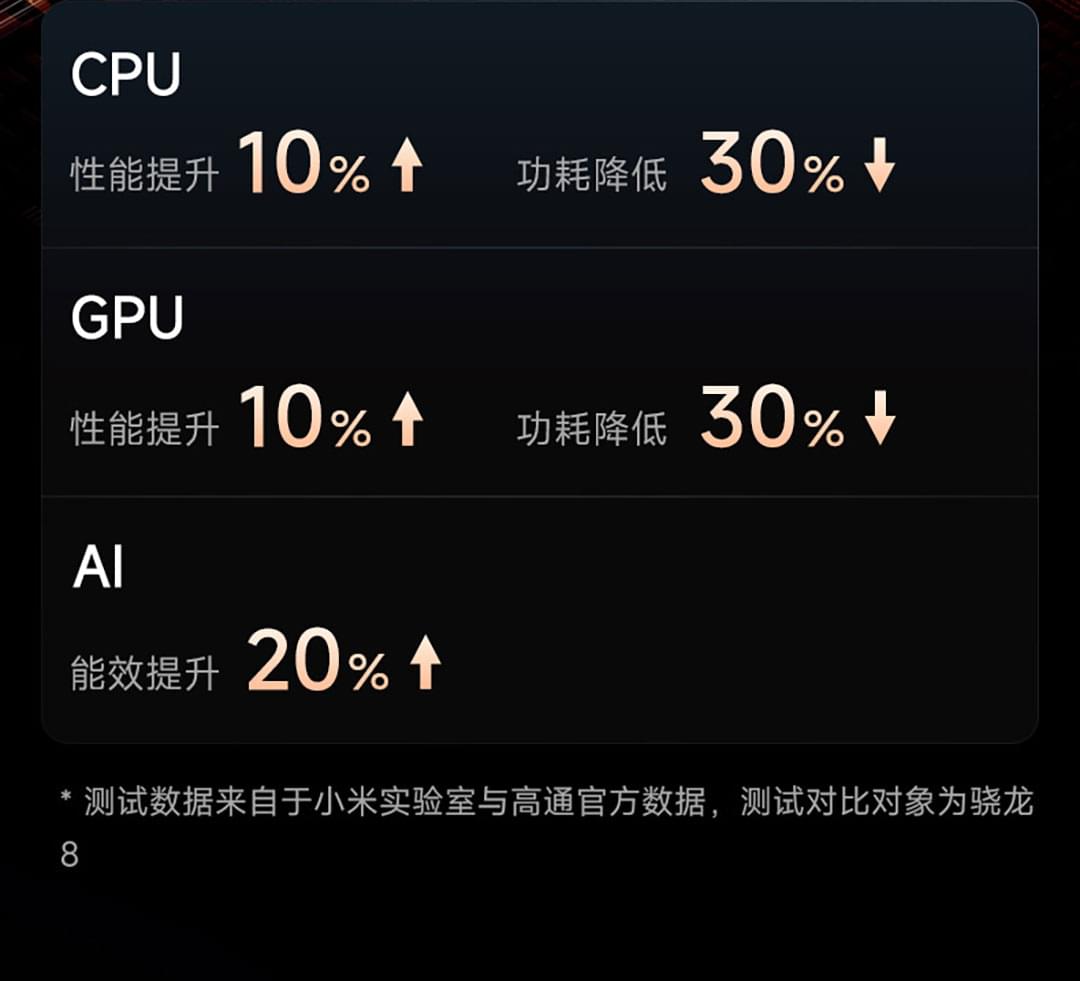 CPU
性能提升 10% ↑ 功耗降低 30% ↓
GPU
性能提升 10% ↑ 功耗降低 30% ↓
AI
能效提升 20% ↑
* 测试数据来自于小米实验室与高通官方数据，测试对比对象为骁龙
8